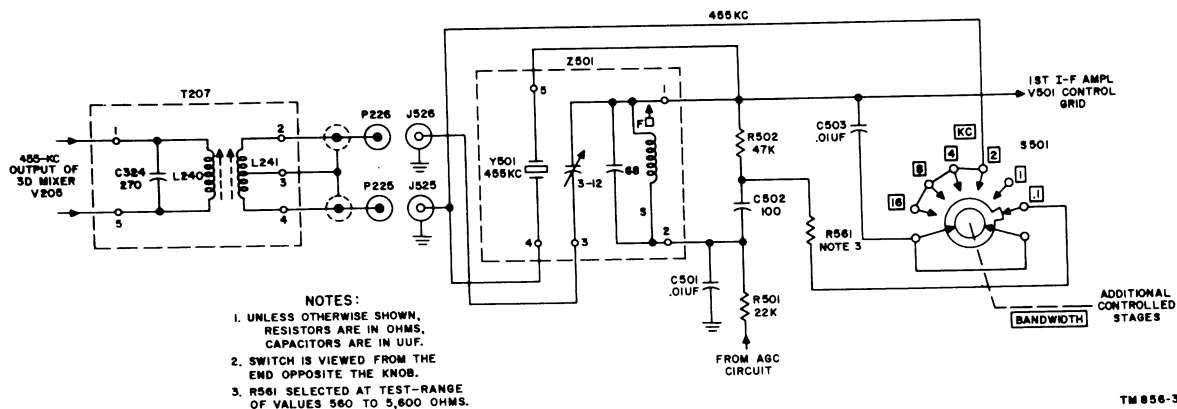 455KC
T207
1
455-KC
OUTPUT OF
3D MIXER
V205
C324
270
L240
L241
5
2
3
4
P226
J526
P225
J525
Z501
5
Y501
455KC
4
3-12
3
68
F
1
S
2
R502
47K
C502
100
C501
.01UF
R501
22K
FROM AGC
CIRCUIT
R561
NOTE 3
C503
.01UF
1ST I-F AMPL
V501 CONTROL
GRID
KC
S501
16
8
4
2
1
.1
BANDWIDTH
ADDITIONAL
CONTROLLED
STAGES
NOTES:
1. UNLESS OTHERWISE SHOWN,
RESISTORS ARE IN OHMS,
CAPACITORS ARE IN UUF.
2. SWITCH IS VIEWED FROM THE
END OPPOSITE THE KNOB.
3. R561 SELECTED AT TEST-RANGE
OF VALUES 560 TO 5,600 OHMS.
TM 856-3